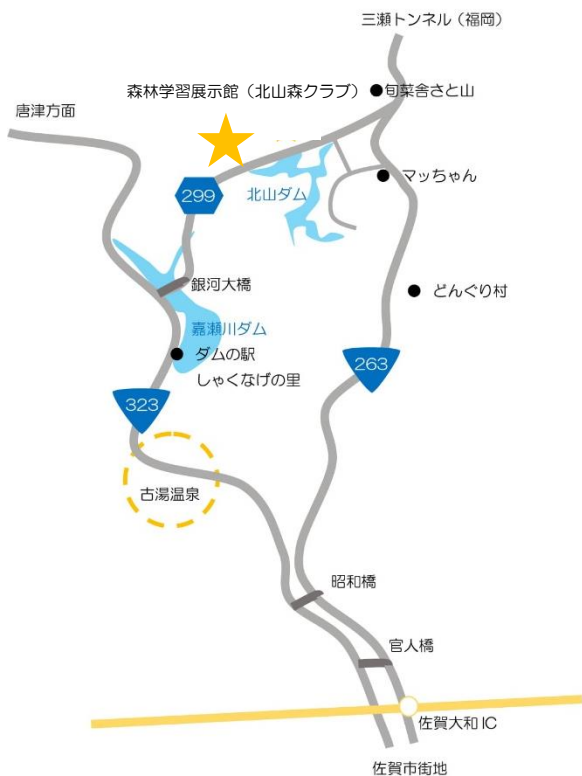 三瀬トンネル（福岡）
森林学習展示館（北山森クラブ）
旬菜舎さと山
唐津方面
マッちゃん
299
北山ダム
銀河大橋
どんぐり村
嘉瀬川ダム
ダムの駅
しゃくなげの里
263
323
古湯温泉
昭和橋
官人橋
佐賀大和IC
佐賀市街地